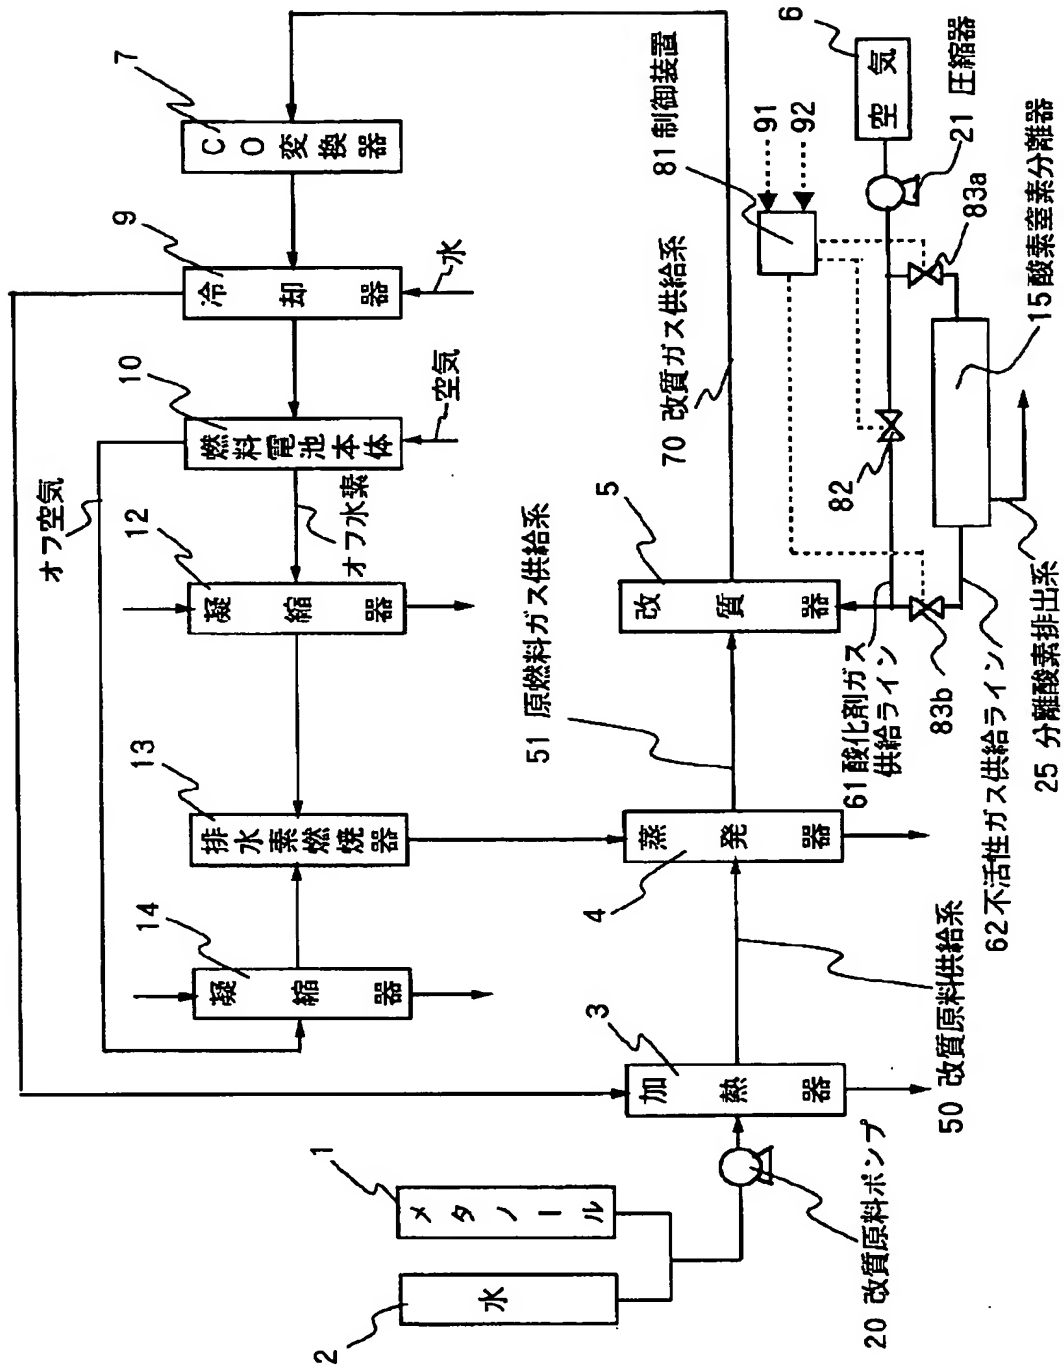 オフ空気
14
凝縮器
13
排水素燃焼器
12
凝縮器
オフ水素
10
燃料電池本体
空気
9
冷却器
水
7
CO変換器
2
水
1
メタノール
20 改質原料ポンプ
3
加熱器
50 改質原料供給系
4
蒸発器
51 原燃料ガス供給系
5
改質器
70 改質ガス供給系
61 酸化剤ガス
供給ライン
62 不活性ガス供給ライン
83b
82
83a
81 制御装置
91
92
25 分離酸素排出系
15 酸素窒素分離器
21 圧縮器
6
空気